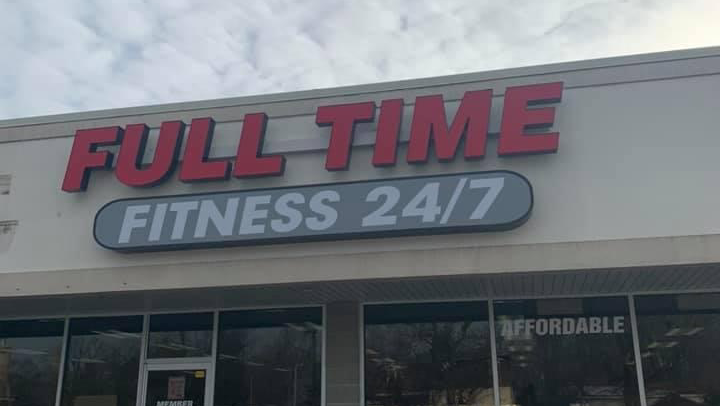 FULL TIME
FITNESS 24/7
AFFORDABLE
MEMBER